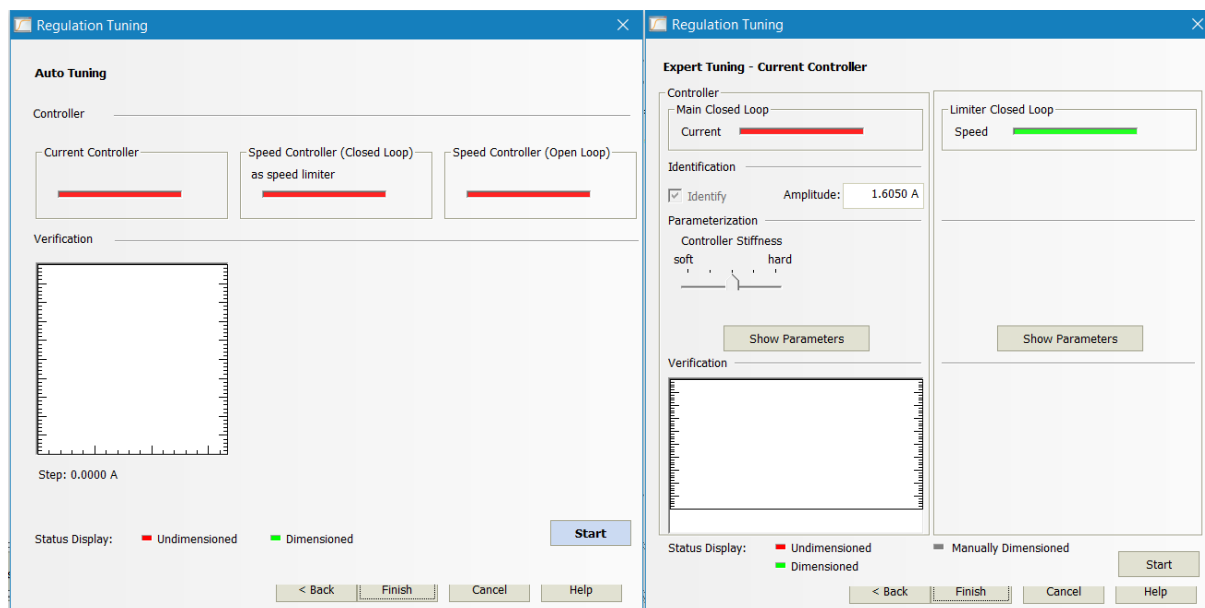 Regulation Tuning
Auto Tuning
Controller
Current Controller
Speed Controller (Closed Loop)
as speed limiter
Speed Controller (Open Loop)
Verification
Step: 0.0000 A
Status Display:
Undimensioned
Dimensioned
Start
< Back
Finish
Cancel
Help
Regulation Tuning
Expert Tuning - Current Controller
Controller
Main Closed Loop
Current
Limiter Closed Loop
Speed
Identification
Identify
Amplitude: 1.6050 A
Parameterization
Controller Stiffness
soft hard
Show Parameters
Show Parameters
Verification
Status Display:
Undimensioned
Manually Dimensioned
Dimensioned
Start
< Back
Finish
Cancel
Help